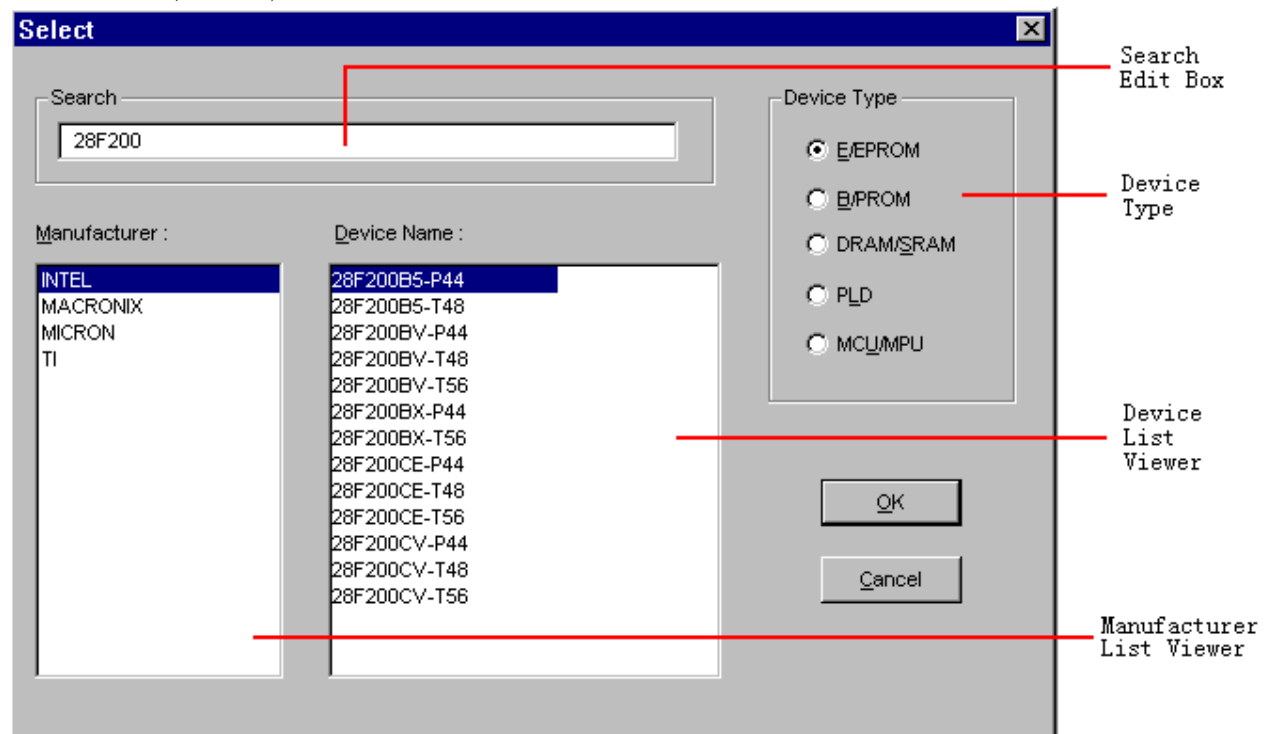 Select
Search
Edit Box
Search
Device Type
28F200
E/EPROM
B/PROM
Device
Type
Manufacturer :
Device Name :
DRAM/SRAM
INTEL
MACRONIX
MICRON
TI
28F200B5-P44
28F200B5-T48
28F200BV-P44
28F200BV-T48
28F200BV-T56
28F200BX-P44
28F200BX-T56
28F200CE-P44
28F200CE-T48
28F200CE-T56
28F200CV-P44
28F200CV-T48
28F200CV-T56
PLD
MCU/MPU
Device
List
Viewer
OK
Cancel
Manufacturer
List Viewer